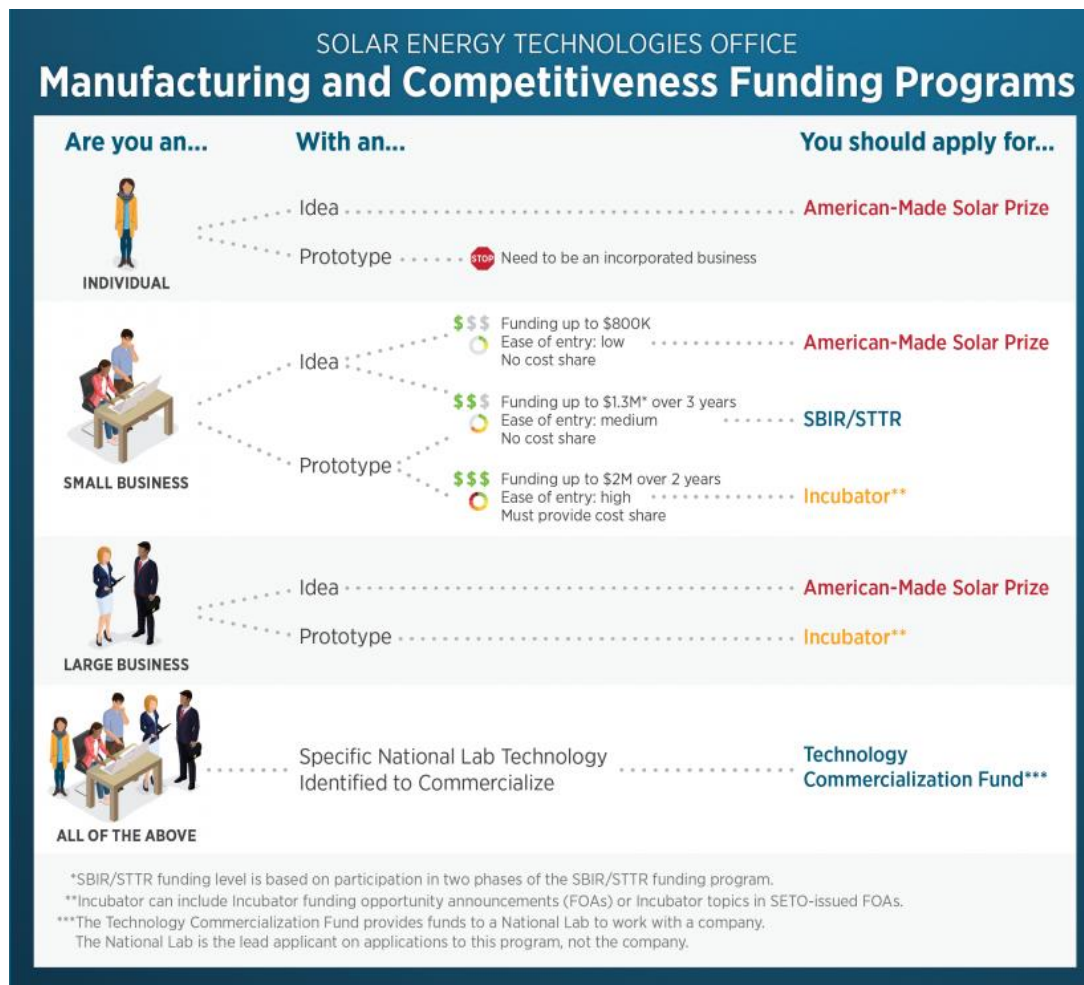 SOLAR ENERGY TECHNOLOGIES OFFICE
Manufacturing and Competitiveness Funding Programs
Are you an...
With an...
You should apply for...
INDIVIDUAL
Idea
American-Made Solar Prize
Prototype
STOP
Need to be an incorporated business
SMALL BUSINESS
Idea
$$$
Funding up to $800K
Ease of entry: low
No cost share
American-Made Solar Prize
$$$
Funding up to $1.3M* over 3 years
Ease of entry: medium
No cost share
SBIR/STTR
Prototype
$$$
Funding up to $2M over 2 years
Ease of entry: high
Must provide cost share
Incubator**
LARGE BUSINESS
Idea
American-Made Solar Prize
Prototype
Incubator**
ALL OF THE ABOVE
Specific National Lab Technology
Identified to Commercialize
Technology
Commercialization Fund***
*SBIR/STTR funding level is based on participation in two phases of the SBIR/STTR funding program.
**Incubator can include Incubator funding opportunity announcements (FOAs) or Incubator topics in SETO-issued FOAs.
***The Technology Commercialization Fund provides funds to a National Lab to work with a company.
The National Lab is the lead applicant on applications to this program, not the company.